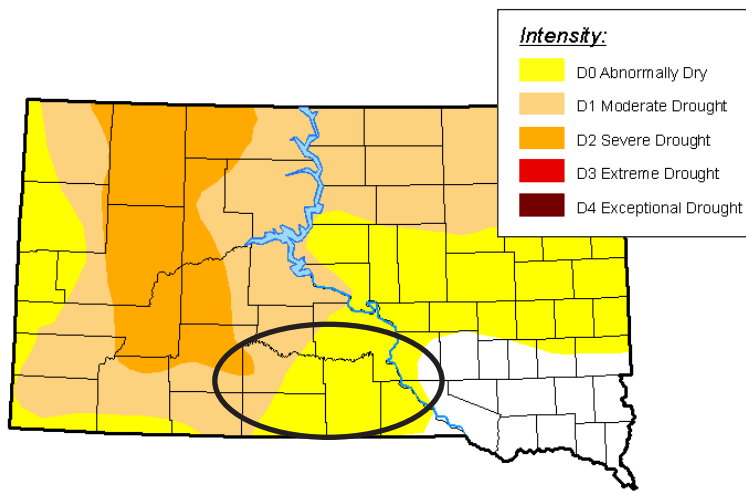 Intensity:
D0 Abnormally Dry
D1 Moderate Drought
D2 Severe Drought
D3 Extreme Drought
D4 Exceptional Drought